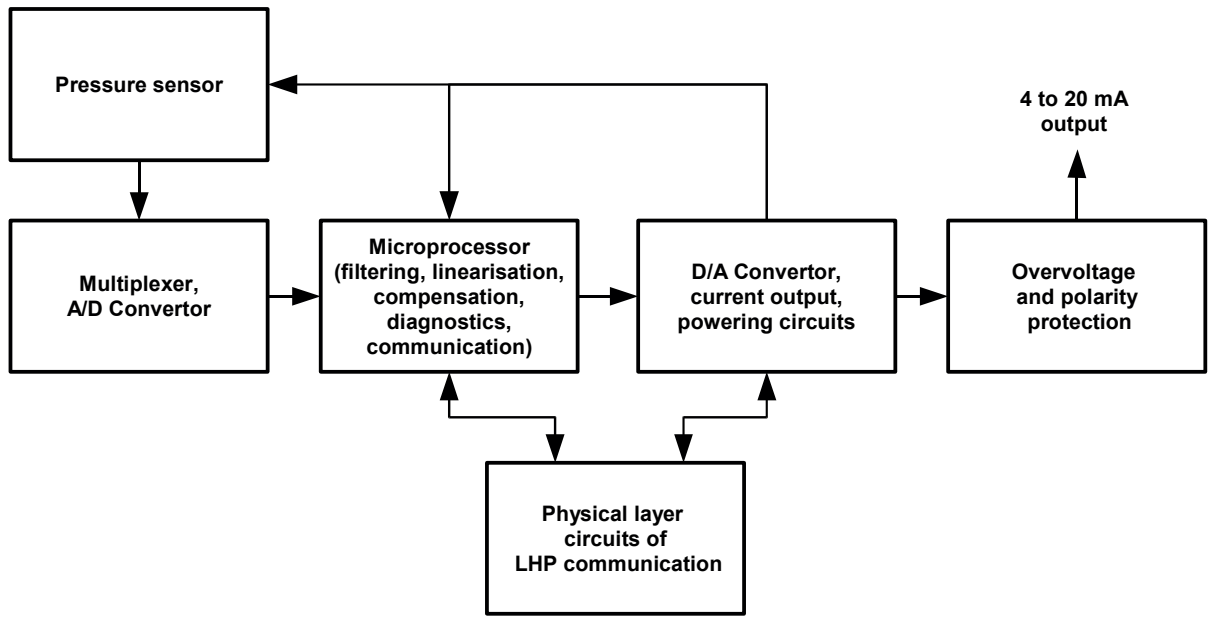 Pressure sensor
4 to 20 mA
output
Multiplexer,
A/D Convertor
Microprocessor
(filtering, linearisation,
compensation,
diagnostics,
communication)
D/A Convertor,
current output,
powering circuits
Overvoltage
and polarity
protection
Physical layer
circuits of
LHP communication